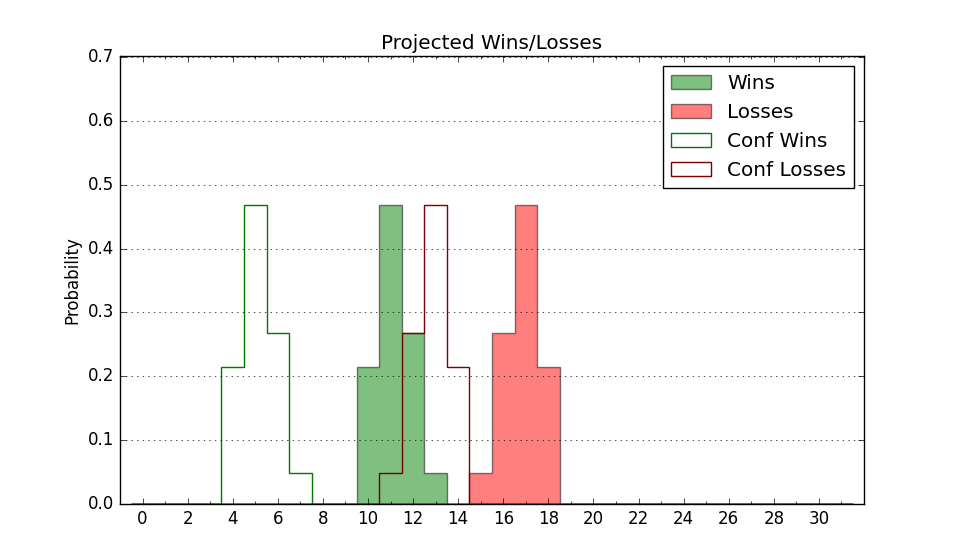 Projected Wins/Losses
0.7
0.6
0.5
0.4
0.3
0.2
0.1
0.0
Probability
Wins
Losses
Conf Wins
Conf Losses
0 2 4 6 8 10 12 14 16 18 20 22 24 26 28 30